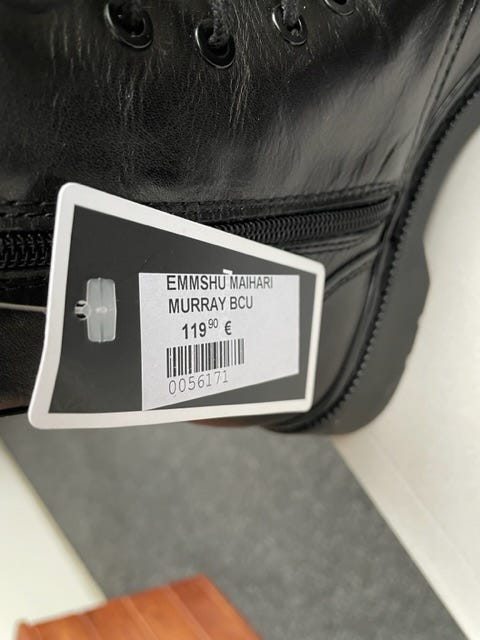 EMMSHU MAIHARI
MURRAY BCU
119⁹⁰ €
0056171